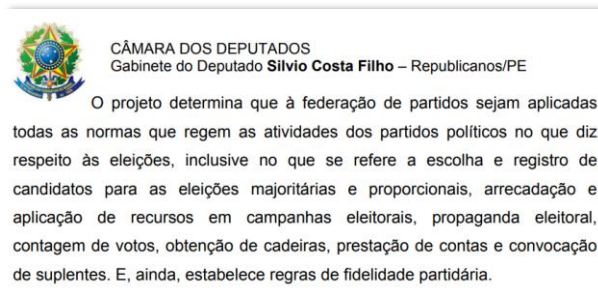 CÂMARA DOS DEPUTADOS
Gabinete do Deputado Silvio Costa Filho – Republicanos/PE
O projeto determina que à federação de partidos sejam aplicadas
todas as normas que regem as atividades dos partidos políticos no que diz
respeito às eleições, inclusive no que se refere a escolha e registro de
candidatos para as eleições majoritárias e proporcionais, arrecadação e
aplicação de recursos em campanhas eleitorais, propaganda eleitoral,
contagem de votos, obtenção de cadeiras, prestação de contas e convocação
de suplentes. E, ainda, estabelece regras de fidelidade partidária.